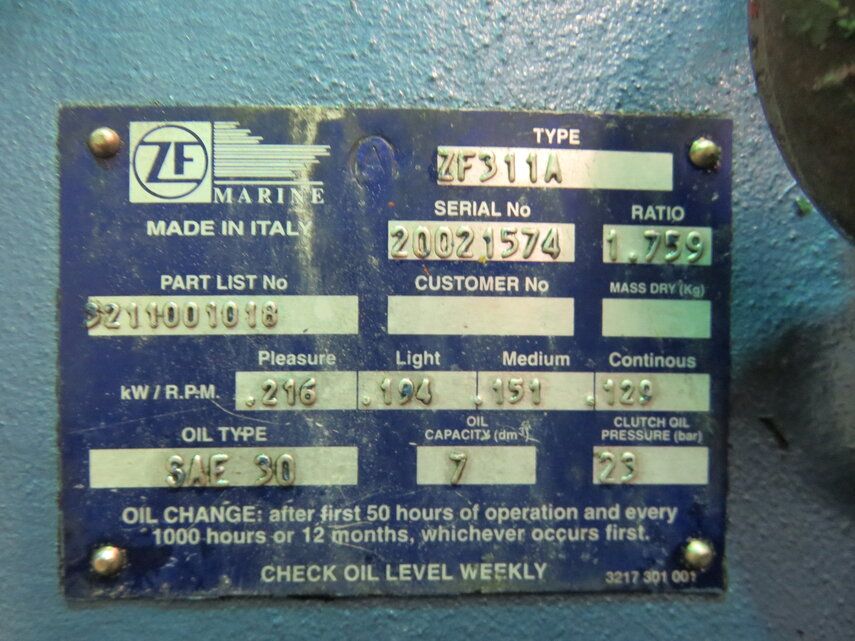 ZF
MARINE
MADE IN ITALY
TYPE
ZF311A
SERIAL No
20021574
RATIO
1.759
PART LIST No
3211001018
CUSTOMER No
MASS DRY (Kg)
Pleasure Light Medium Continous
kW / R.P.M. .216 .194 .151 .129
OIL TYPE
SAE 30
OIL
CAPACITY (dm³)
7
CLUTCH OIL
PRESSURE (bar)
23
OIL CHANGE: after first 50 hours of operation and every
1000 hours or 12 months, whichever occurs first.
CHECK OIL LEVEL WEEKLY
3217 301 001